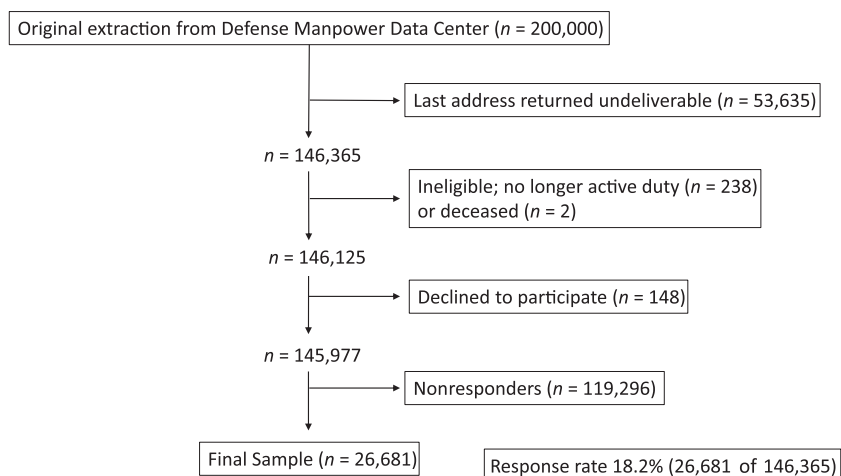 Original extraction from Defense Manpower Data Center (n = 200,000)
Last address returned undeliverable (n = 53,635)
n = 146,365
Ineligible; no longer active duty (n = 238)
or deceased (n = 2)
n = 146,125
Declined to participate (n = 148)
n = 145,977
Nonresponders (n = 119,296)
Final Sample (n = 26,681)
Response rate 18.2% (26,681 of 146,365)